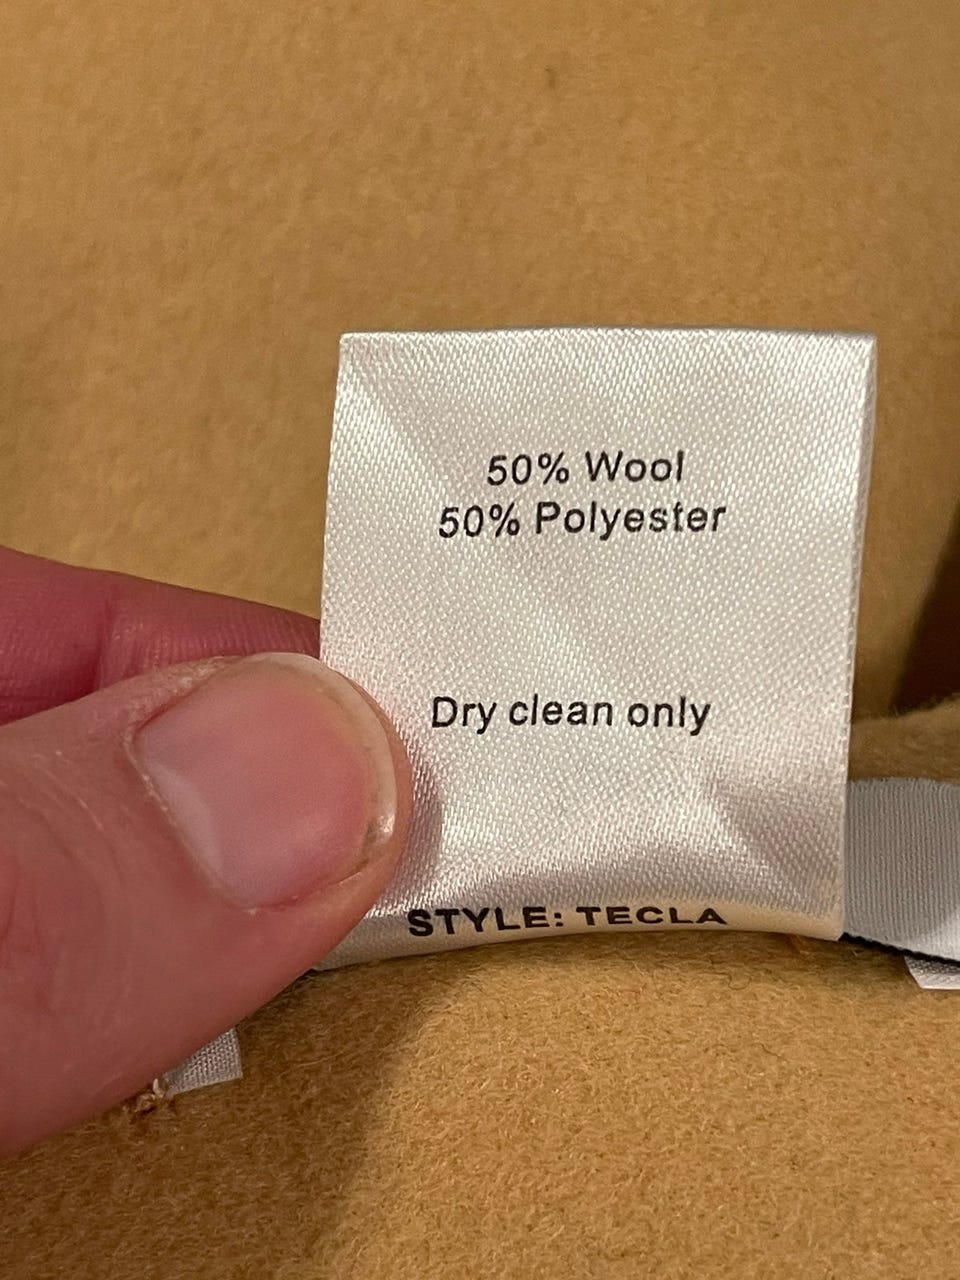 50% Wool
50% Polyester
Dry clean only
STYLE: TECLA